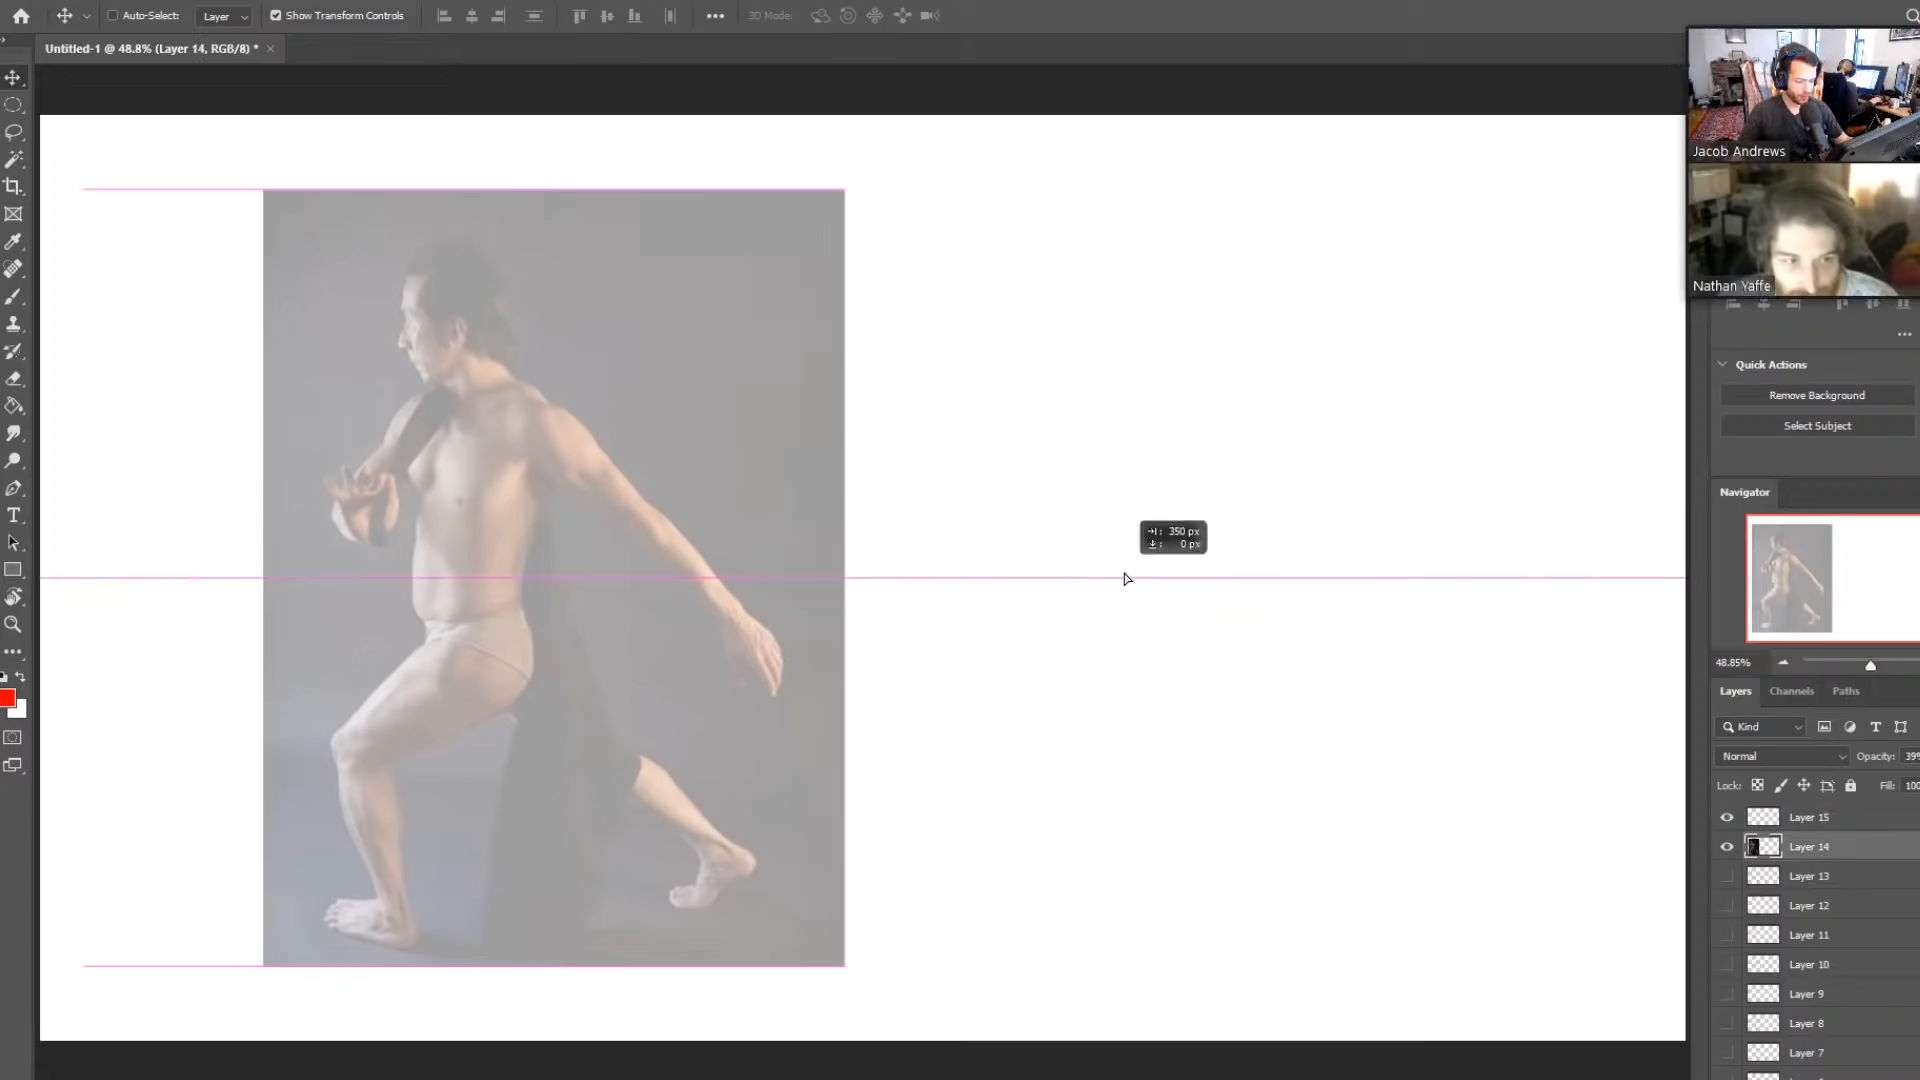 Auto-Select:
Layer
Show Transform Controls
3D Mode:
Untitled-1 @ 48.8% (Layer 14, RGB/8) *
Jacob Andrews
Nathan Yaffe
350 px
0 px
Quick Actions
Remove Background
Select Subject
Navigator
48.85%
Layers
Channels
Paths
Kind
Normal
Opacity: 39%
Lock:
Fill: 100
Layer 15
Layer 14
Layer 13
Layer 12
Layer 11
Layer 10
Layer 9
Layer 8
Layer 7